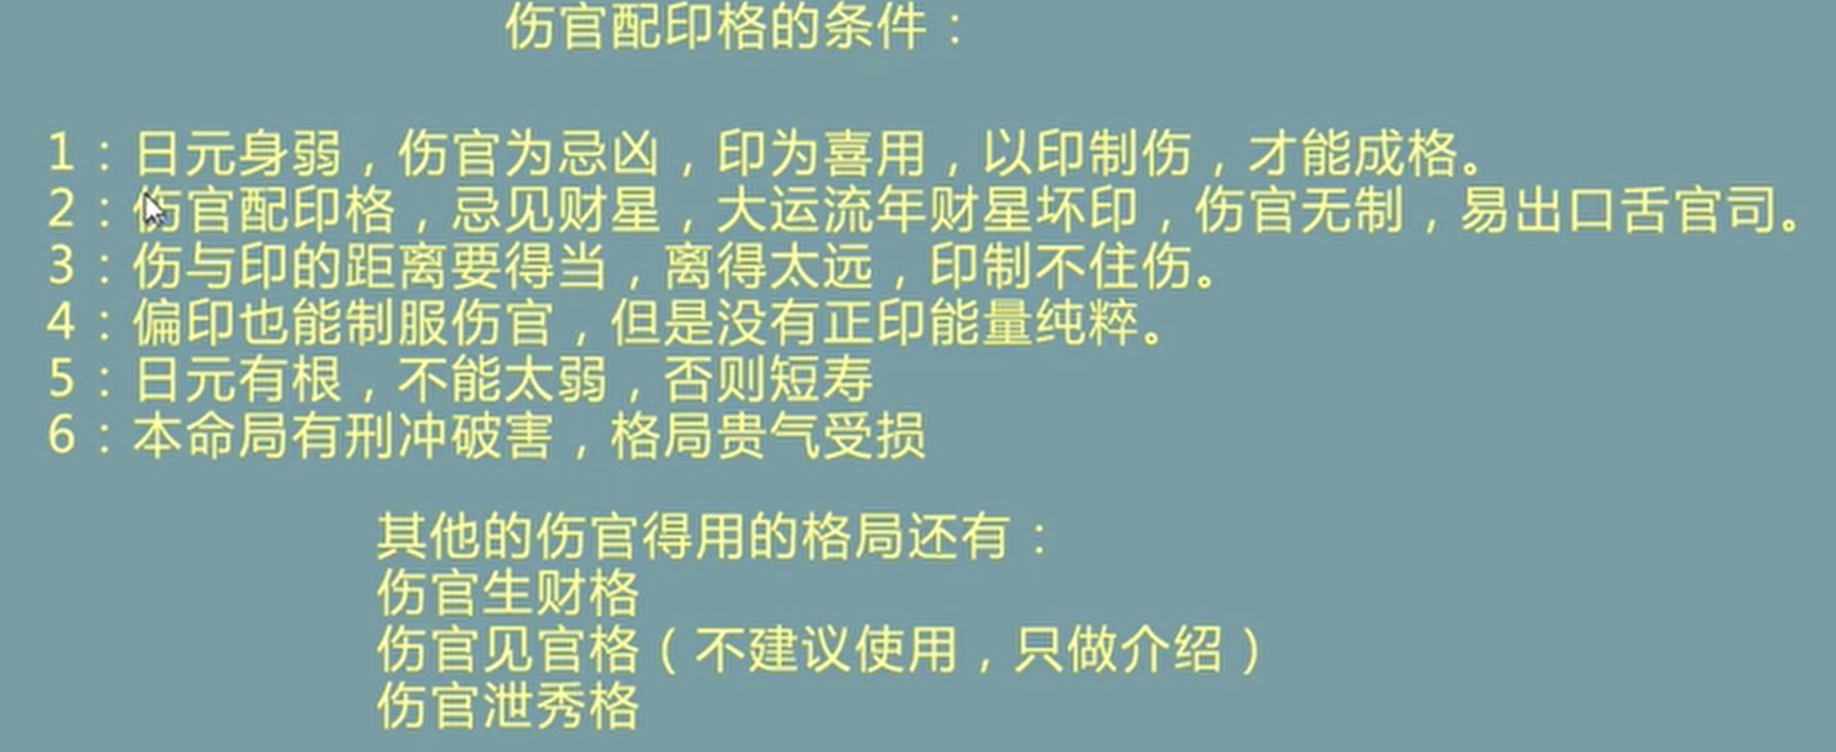 伤官配印格的条件：
1：日元身弱，伤官为忌凶，印为喜用，以印制伤，才能成格。
2：伤官配印格，忌见财星，大运流年财星坏印，伤官无制，易出口舌官司。
3：伤与印的距离要得当，离得太远，印制不住伤。
4：偏印也能制服伤官，但是没有正印能量纯粹。
5：日元有根，不能太弱，否则短寿
6：本命局有刑冲破害，格局贵气受损
其他的伤官得用的格局还有：
伤官生财格
伤官见官格（不建议使用，只做介绍）
伤官泄秀格